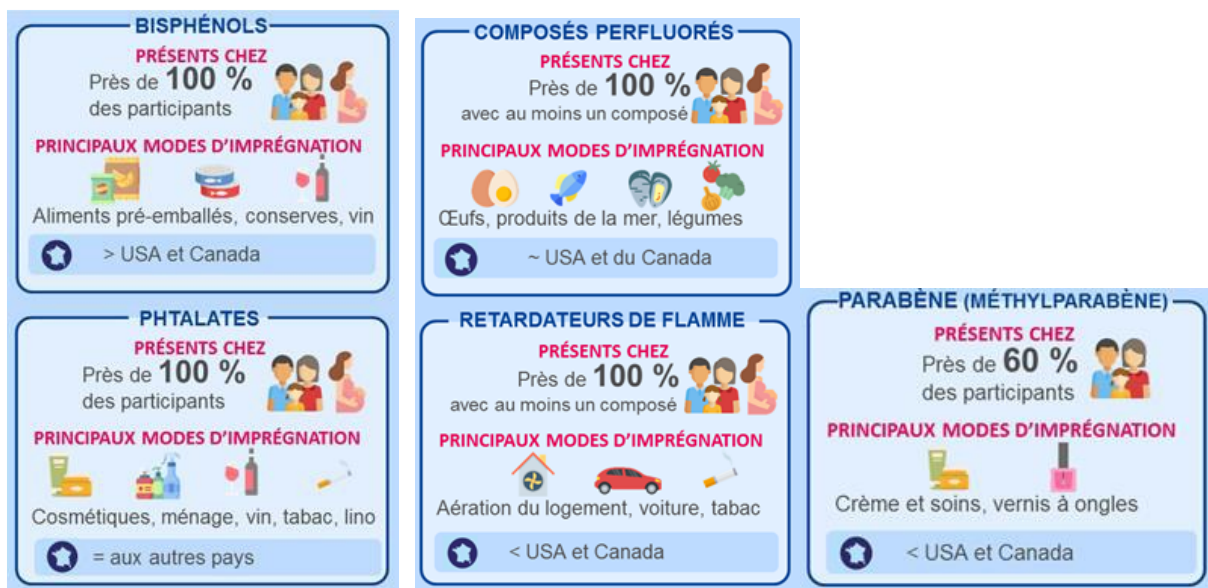 BISPHÉNOLS
PRÉSENTS CHEZ
Près de 100 %
des participants
PRINCIPAUX MODES D'IMPRÉGNATION
Aliments pré-emballés, conserves, vin
> USA et Canada
COMPOSÉS PERFLUORÉS
PRÉSENTS CHEZ
Près de 100 %
avec au moins un composé
PRINCIPAUX MODES D'IMPRÉGNATION
Œufs, produits de la mer, légumes
~ USA et du Canada
PHTALATES
PRÉSENTS CHEZ
Près de 100 %
des participants
PRINCIPAUX MODES D'IMPRÉGNATION
Cosmétiques, ménage, vin, tabac, lino
= aux autres pays
RETARDATEURS DE FLAMME
PRÉSENTS CHEZ
Près de 100 %
avec au moins un composé
PRINCIPAUX MODES D'IMPRÉGNATION
Aération du logement, voiture, tabac
< USA et Canada
PARABÈNE (MÉTHYLPARABÈNE)
PRÉSENTS CHEZ
Près de 60 %
des participants
PRINCIPAUX MODES D'IMPRÉGNATION
Crème et soins, vernis à ongles
< USA et Canada